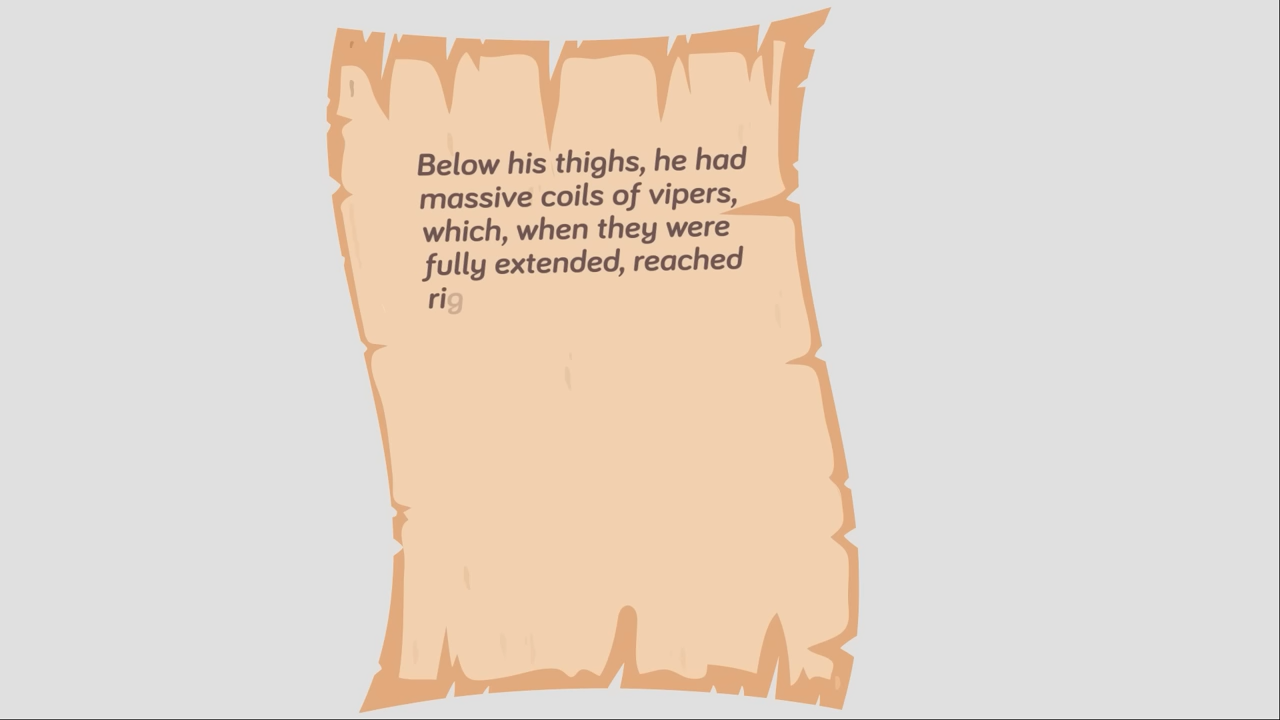 Below his thighs, he had
massive coils of vipers,
which, when they were
fully extended, reached
rig